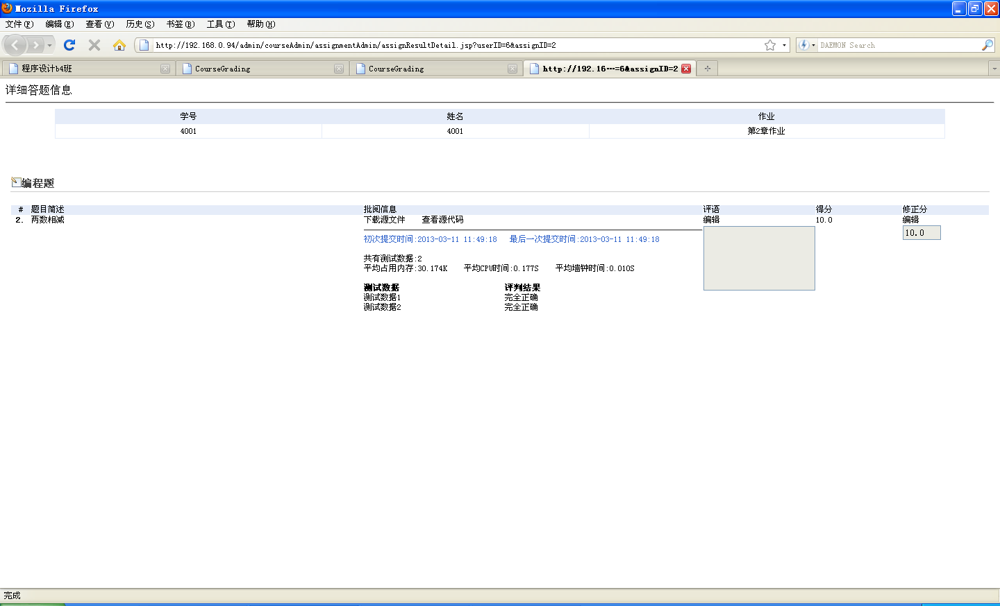 Mozilla Firefox
文件(F) 编辑(E) 查看(V) 历史(S) 书签(B) 工具(T) 帮助(H)
http://192.168.0.94/admin/courseAdmin/assignmentAdmin/assignResultDetail.jsp?userID=6&assignID=2 DAEMON Search
程序设计b4班 CourseGrading CourseGrading http://192.16…=6&assignID=2
详细答题信息
学号 姓名 作业
4001 4001 第2章作业
编程题
# 题目简述 批阅信息 评语 得分 修正分
2. 两数相减 下载源文件 查看源代码 编辑 10.0 编辑
10.0
初次提交时间:2013-03-11 11:49:18 最后一次提交时间:2013-03-11 11:49:18
共有测试数据:2
平均占用内存:30.174K 平均CPU时间:0.177S 平均墙钟时间:0.010S
测试数据 评判结果
测试数据1 完全正确
测试数据2 完全正确
完成